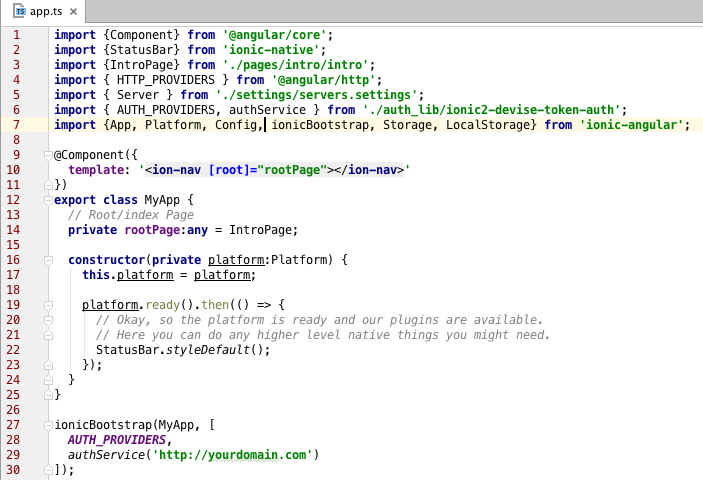 app.ts
1 import {Component} from '@angular/core';
2 import {StatusBar} from 'ionic-native';
3 import {IntroPage} from './pages/intro/intro';
4 import { HTTP_PROVIDERS } from '@angular/http';
5 import { Server } from './settings/servers.settings';
6 import { AUTH_PROVIDERS, authService } from './auth_lib/ionic2-devise-token-auth';
7 import {App, Platform, Config, ionicBootstrap, Storage, LocalStorage} from 'ionic-angular';
8
9 @Component({
10   template: '<ion-nav [root]="rootPage"></ion-nav>'
11 })
12 export class MyApp {
13   // Root/index Page
14   private rootPage:any = IntroPage;
15
16   constructor(private platform:Platform) {
17     this.platform = platform;
18
19     platform.ready().then(() => {
20       // Okay, so the platform is ready and our plugins are available.
21       // Here you can do any higher level native things you might need.
22       StatusBar.styleDefault();
23     });
24   }
25 }
26
27 ionicBootstrap(MyApp, [
28   AUTH_PROVIDERS,
29   authService('http://yourdomain.com')
30 ]);